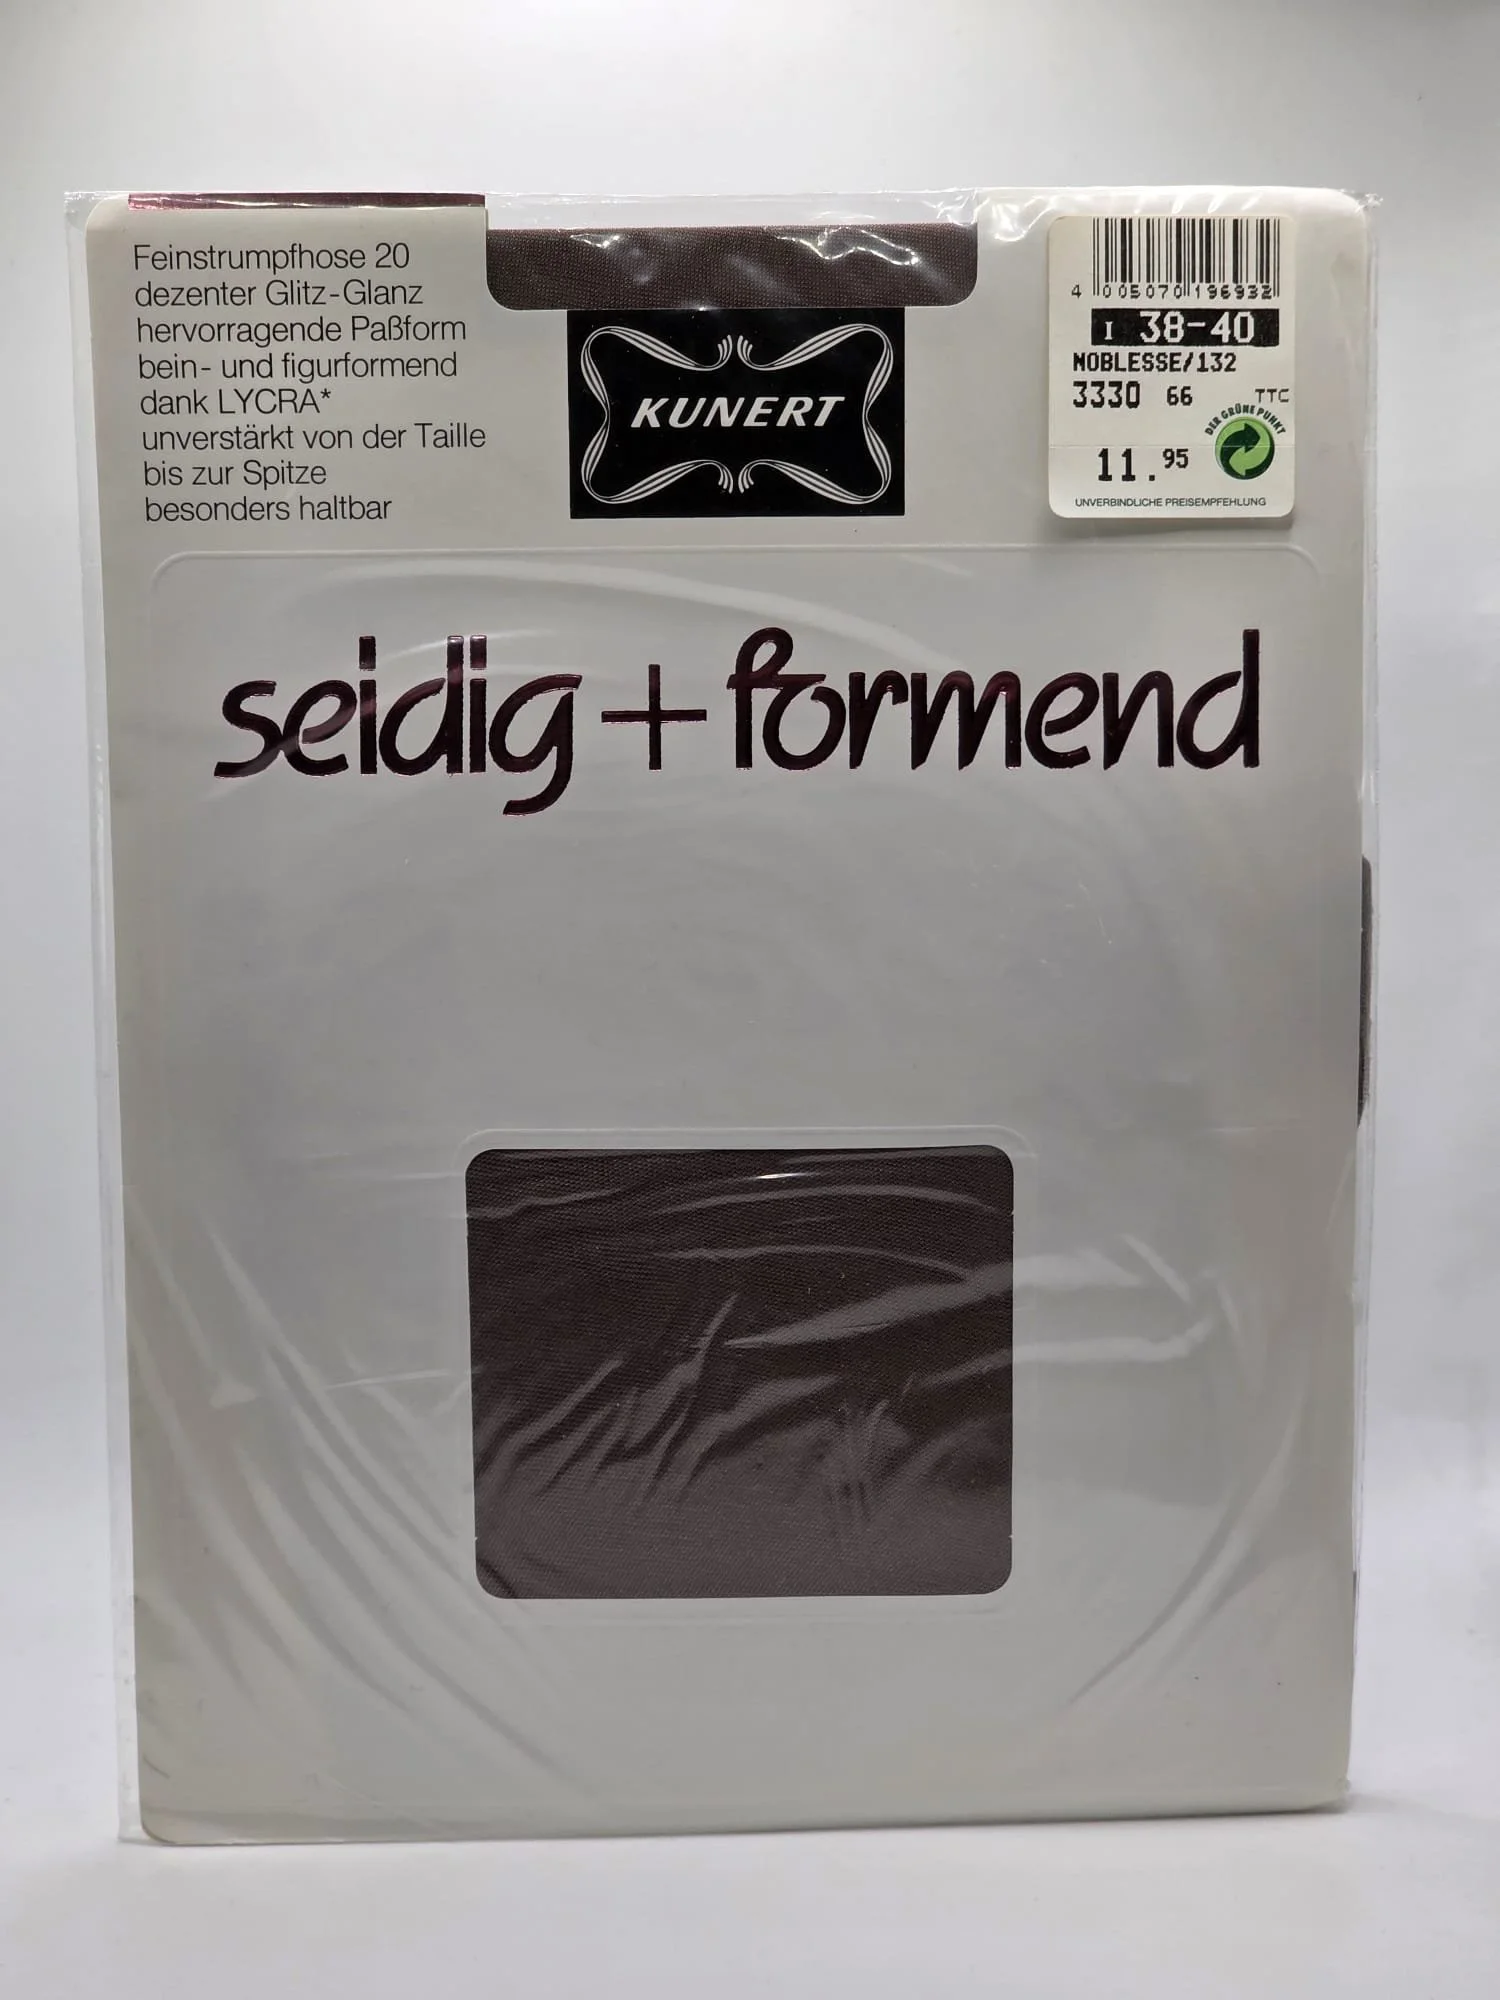 Feinstrumpfhose 20
dezenter Glitz-Glanz
hervorragende Paßform
bein- und figurformend
dank LYCRA*
unverstärkt von der Taille
bis zur Spitze
besonders haltbar
KUNERT
4 005070 196932
I 38-40
NOBLESSE/132
3330 66 TTC
DER GRÜNE PUNKT
11.95
UNVERBINDLICHE PREISEMPFEHLUNG
seidig + formend